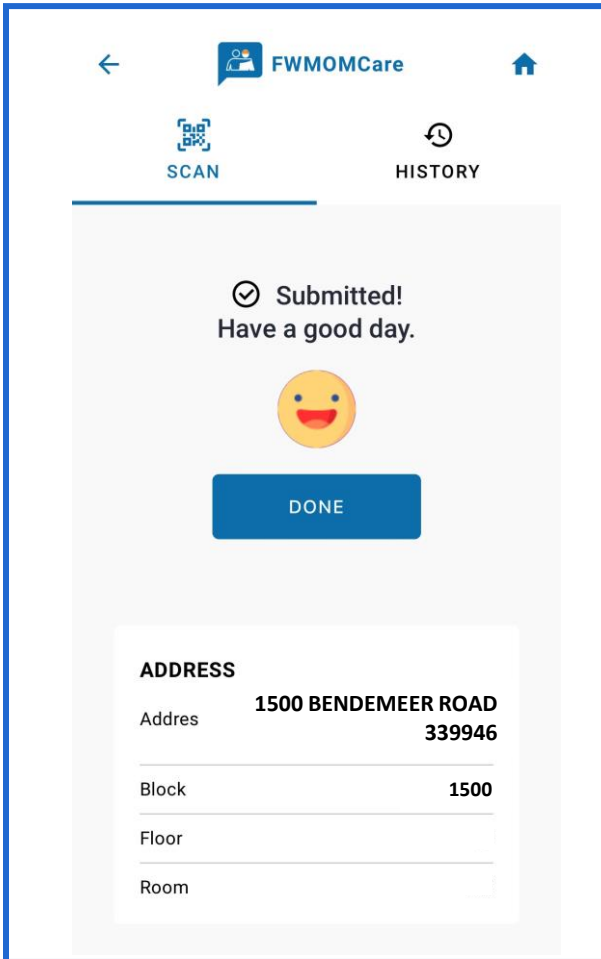 FWMOMCare
SCAN
HISTORY
Submitted!
Have a good day.
DONE
ADDRESS
Addres 1500 BENDEMEER ROAD
339946
Block 1500
Floor
Room